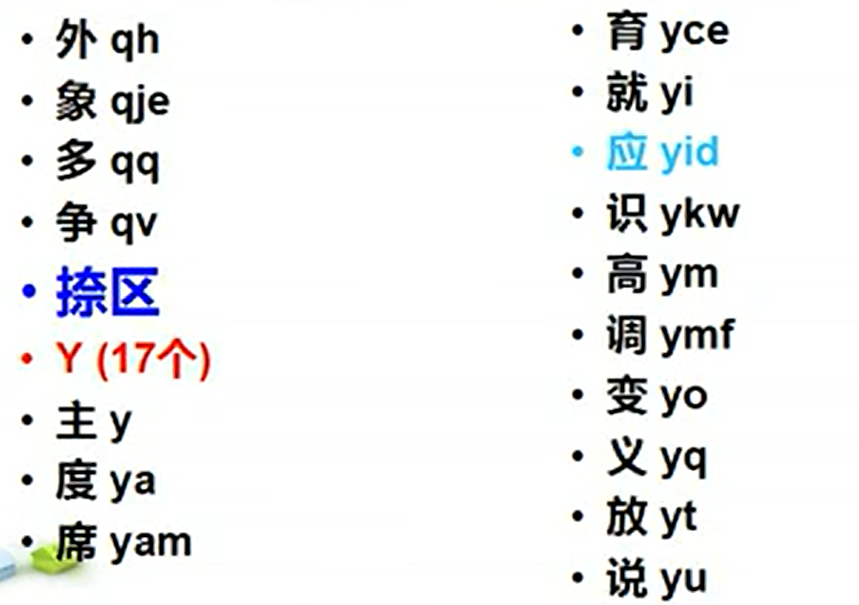 • 外 qh
• 象 qje
• 多 qq
• 争 qv
• 捺区
• Y (17个)
• 主 y
• 度 ya
• 席 yam
• 育 yce
• 就 yi
• 应 yid
• 识 ykw
• 高 ym
• 调 ymf
• 变 yo
• 义 yq
• 放 yt
• 说 yu